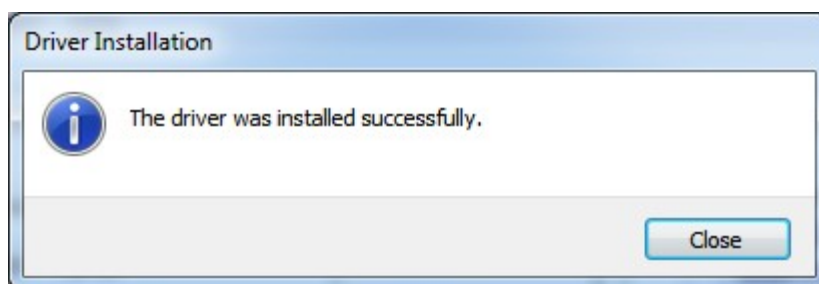 Driver Installation
The driver was installed successfully.
Close